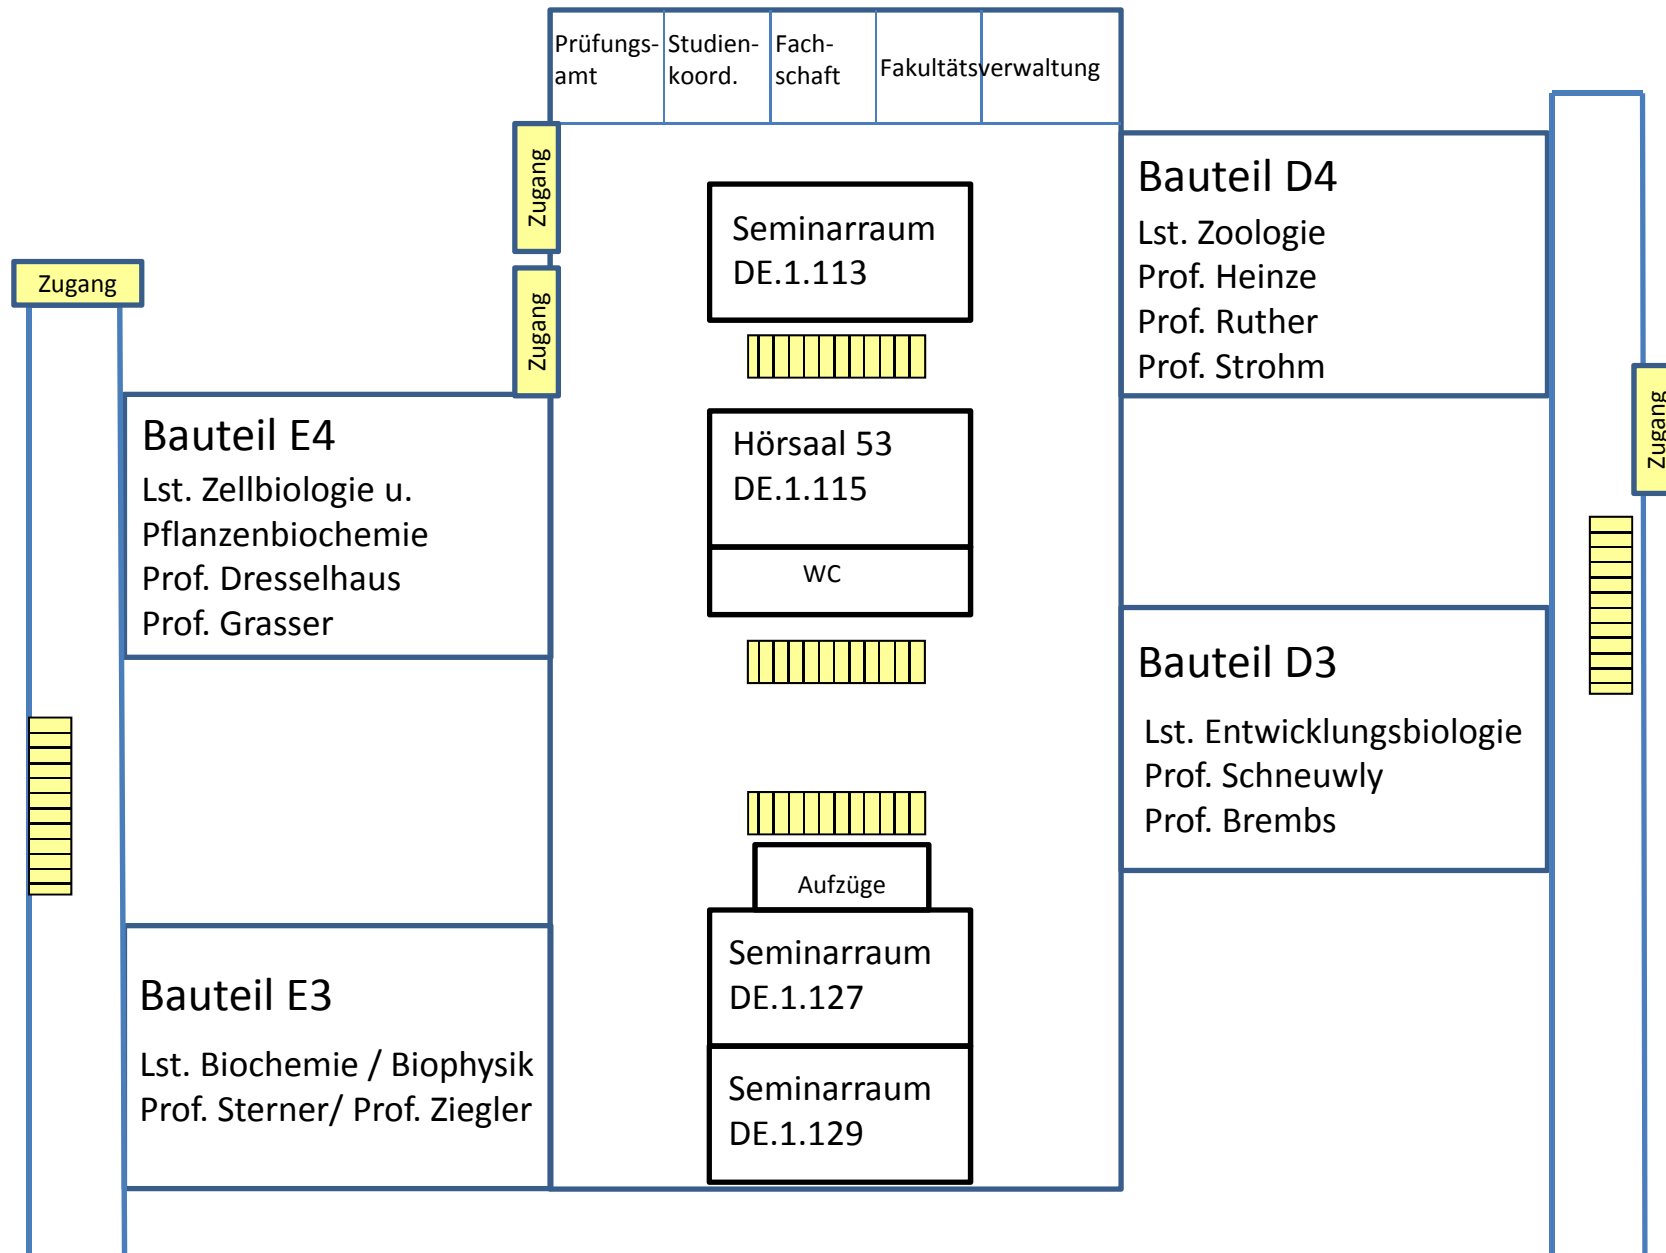 Prüfungs-
amt
Studien-
koord.
Fach-
schaft
Fakultätsverwaltung
Zugang
Zugang
Zugang
Zugang
Seminarraum
DE.1.113
Bauteil D4
Lst. Zoologie
Prof. Heinze
Prof. Ruther
Prof. Strohm
Bauteil E4
Lst. Zellbiologie u.
Pflanzenbiochemie
Prof. Dresselhaus
Prof. Grasser
Hörsaal 53
DE.1.115
WC
Bauteil D3
Lst. Entwicklungsbiologie
Prof. Schneuwly
Prof. Brembs
Aufzüge
Bauteil E3
Lst. Biochemie / Biophysik
Prof. Sterner/ Prof. Ziegler
Seminarraum
DE.1.127
Seminarraum
DE.1.129